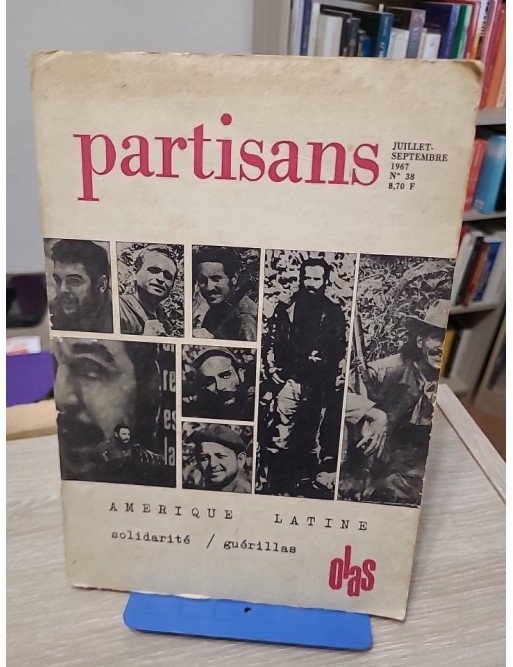 partisans
JUILLET-
SEPTEMBRE
1967
N° 38
8,70 F
AMERIQUE LATINE
solidarité / guérillas
olas